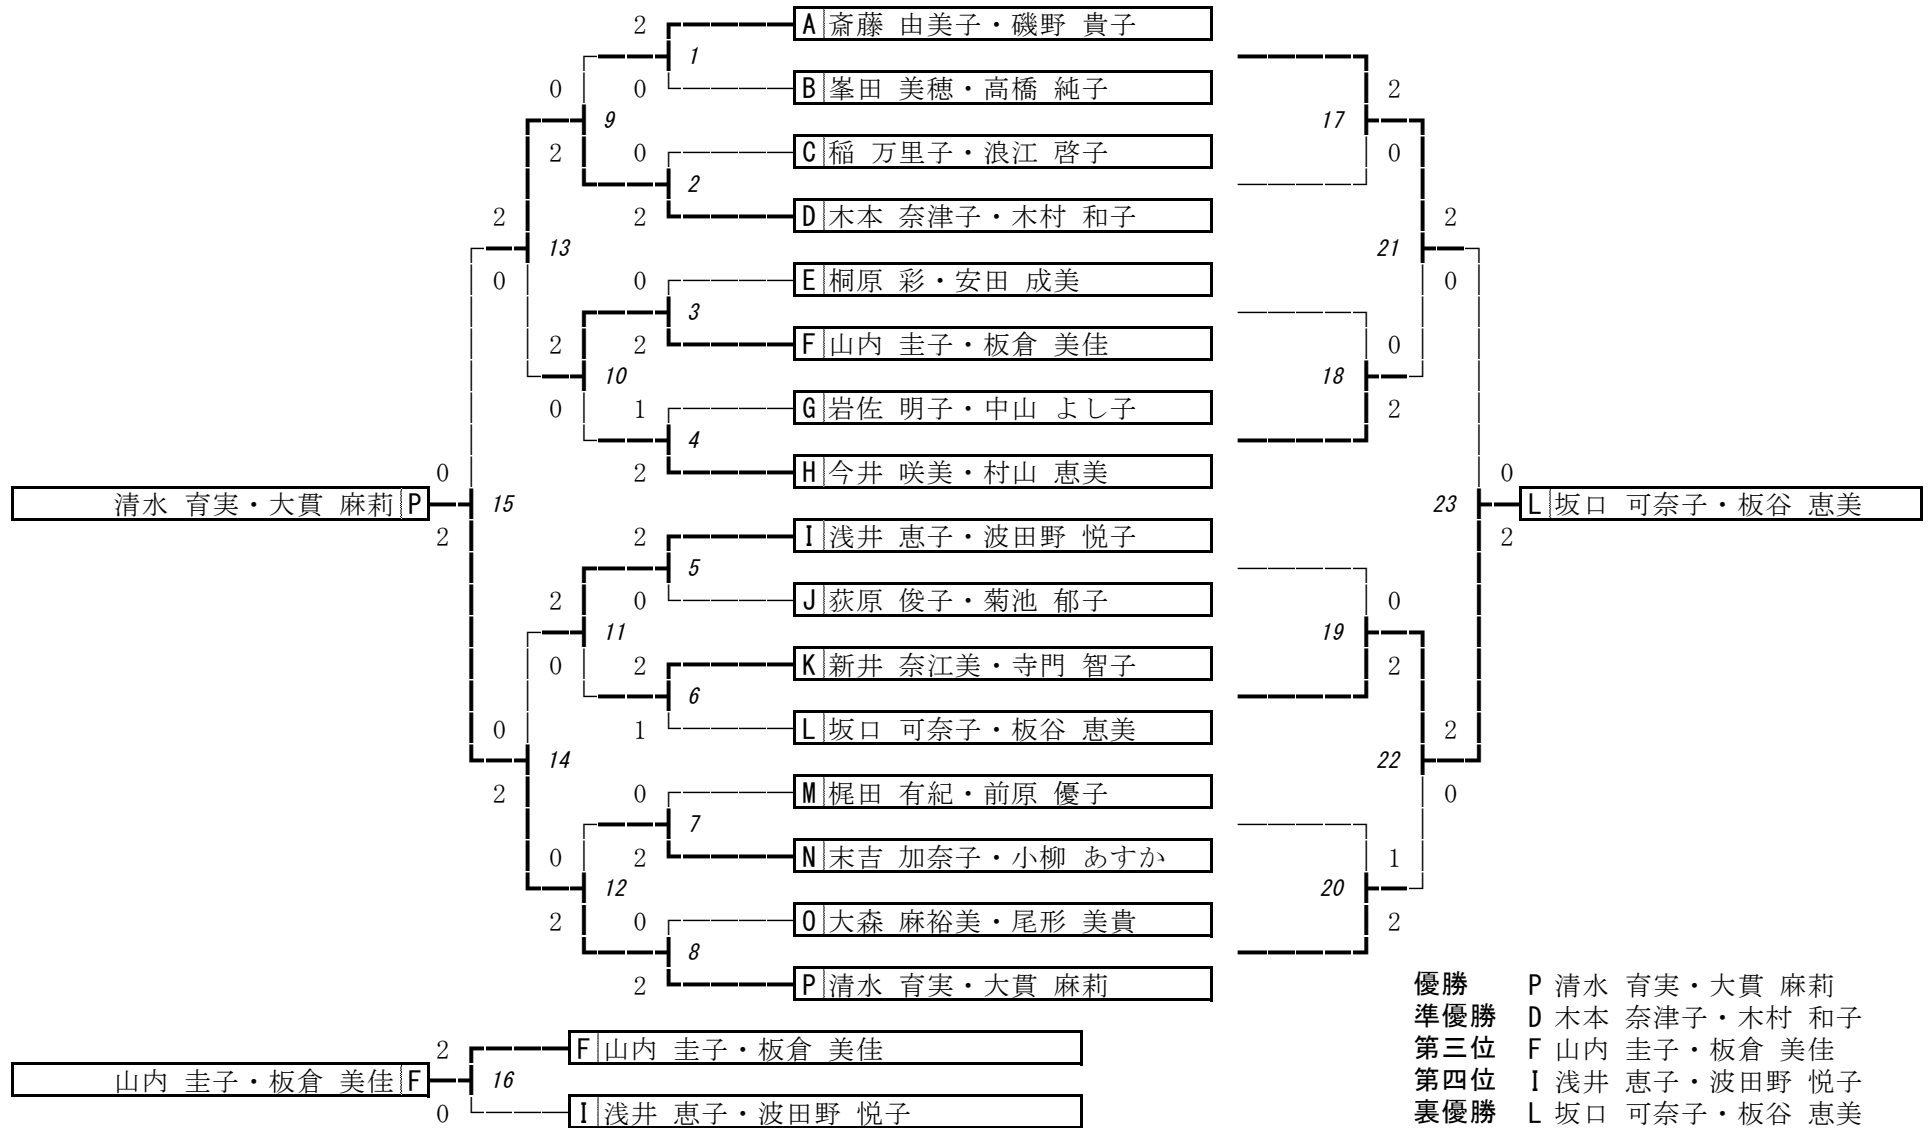 2
A 斎藤 由美子・磯野 貴子
1
0
0
B 峯田 美穂・高橋 純子
2
9
17
2
0
C 稲 万里子・浪江 啓子
0
2
2
2
D 木本 奈津子・木村 和子
2
13
21
0
0
E 桐原 彩・安田 成美
0
3
2
2
F 山内 圭子・板倉 美佳
0
10
18
0
1
G 岩佐 明子・中山 よし子
2
4
0
2
H 今井 咲美・村山 恵美
0
清水 育実・大貫 麻莉 P
15
23
L 坂口 可奈子・板谷 恵美
2
2
I 浅井 恵子・波田野 悦子
2
5
2
0
J 荻原 俊子・菊池 郁子
0
11
19
0
2
K 新井 奈江美・寺門 智子
2
6
0
1
L 坂口 可奈子・板谷 恵美
2
14
22
2
0
M 梶田 有紀・前原 優子
0
7
0
2
N 末吉 加奈子・小柳 あすか
1
12
20
2
0
O 大森 麻裕美・尾形 美貴
2
8
2
P 清水 育実・大貫 麻莉
優勝 P 清水 育実・大貫 麻莉
準優勝 D 木本 奈津子・木村 和子
2
F 山内 圭子・板倉 美佳
第三位 F 山内 圭子・板倉 美佳
山内 圭子・板倉 美佳 F
16
第四位 I 浅井 恵子・波田野 悦子
0
I 浅井 恵子・波田野 悦子
裏優勝 L 坂口 可奈子・板谷 恵美